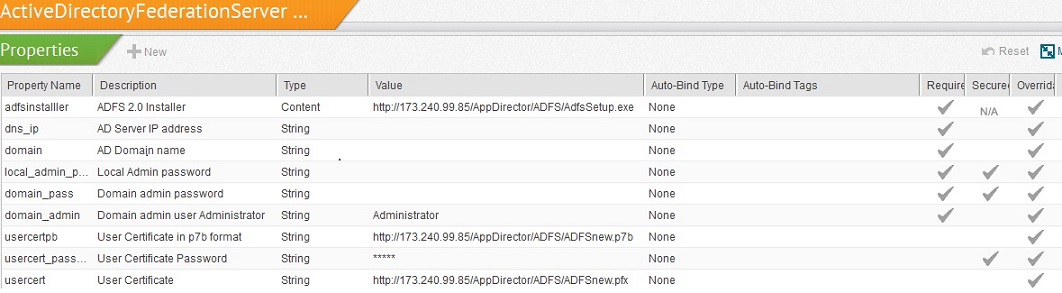 ActiveDirectoryFederationServer ...
Properties New Reset M
Property Name Description Type Value Auto-Bind Type Auto-Bind Tags Require Secured Overrida
adfsinstalller ADFS 2.0 Installer Content http://173.240.99.85/AppDirector/ADFS/AdfsSetup.exe None N/A
dns_ip AD Server IP address String None
domain AD Domain name String None
local_admin_p... Local Admin password String None
domain_pass Domain admin password String None
domain_admin Domain admin user Administrator String Administrator None
usercertpb User Certificate in p7b format String http://173.240.99.85/AppDirector/ADFS/ADFSnew.p7b None
usercert_pass... User Certificate Password String ***** None
usercert User Certificate String http://173.240.99.85/AppDirector/ADFS/ADFSnew.pfx None